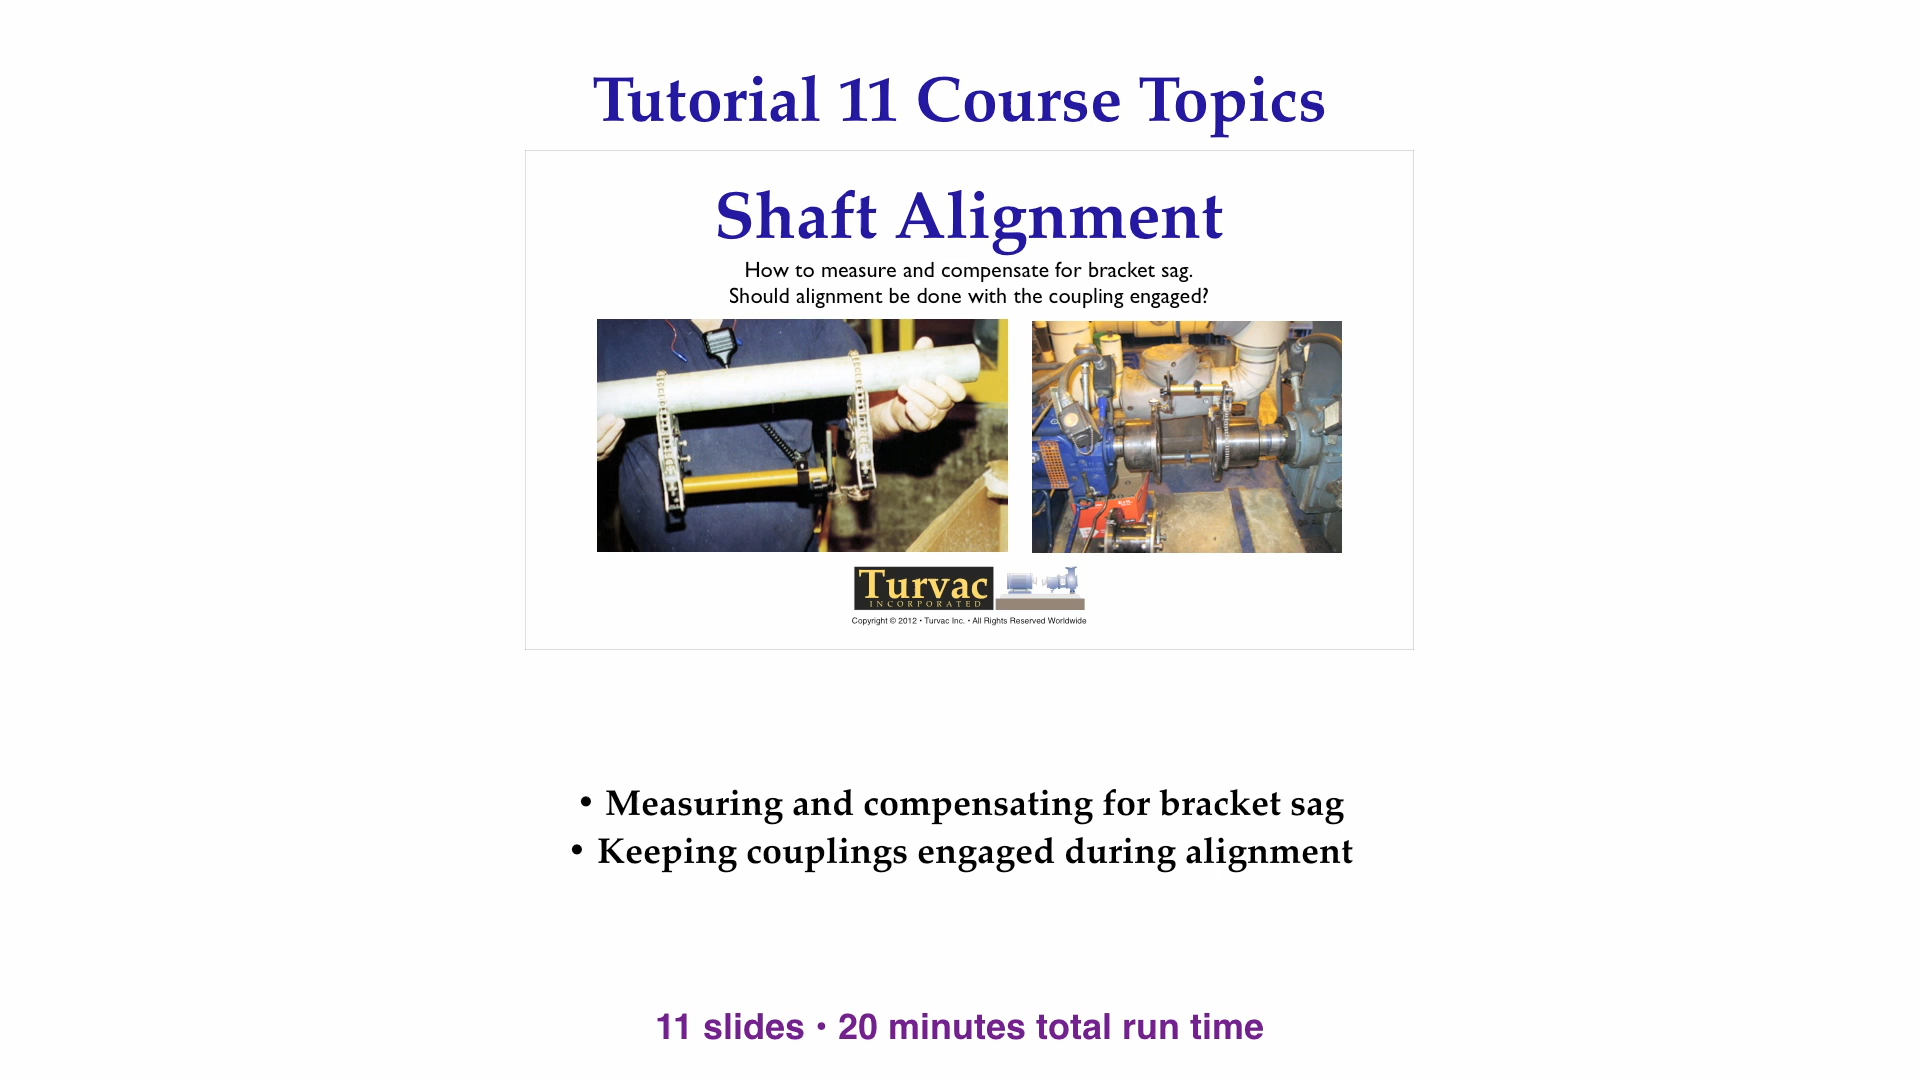 Tutorial 11 Course Topics
Shaft Alignment
How to measure and compensate for bracket sag.
Should alignment be done with the coupling engaged?
Turvac
INCORPORATED
Copyright © 2012 • Turvac Inc. • All Rights Reserved Worldwide
• Measuring and compensating for bracket sag
• Keeping couplings engaged during alignment
11 slides • 20 minutes total run time